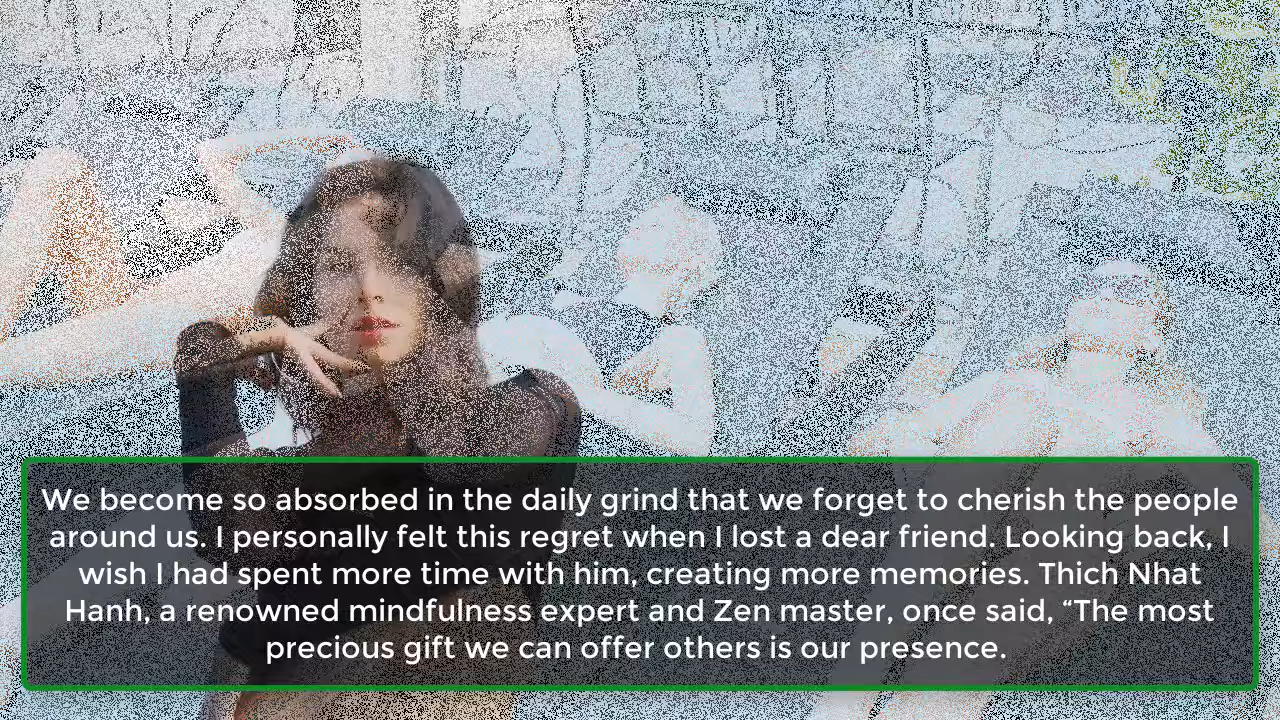 We become so absorbed in the daily grind that we forget to cherish the people
around us. I personally felt this regret when I lost a dear friend. Looking back, I
wish I had spent more time with him, creating more memories. Thich Nhat
Hanh, a renowned mindfulness expert and Zen master, once said, “The most
precious gift we can offer others is our presence.